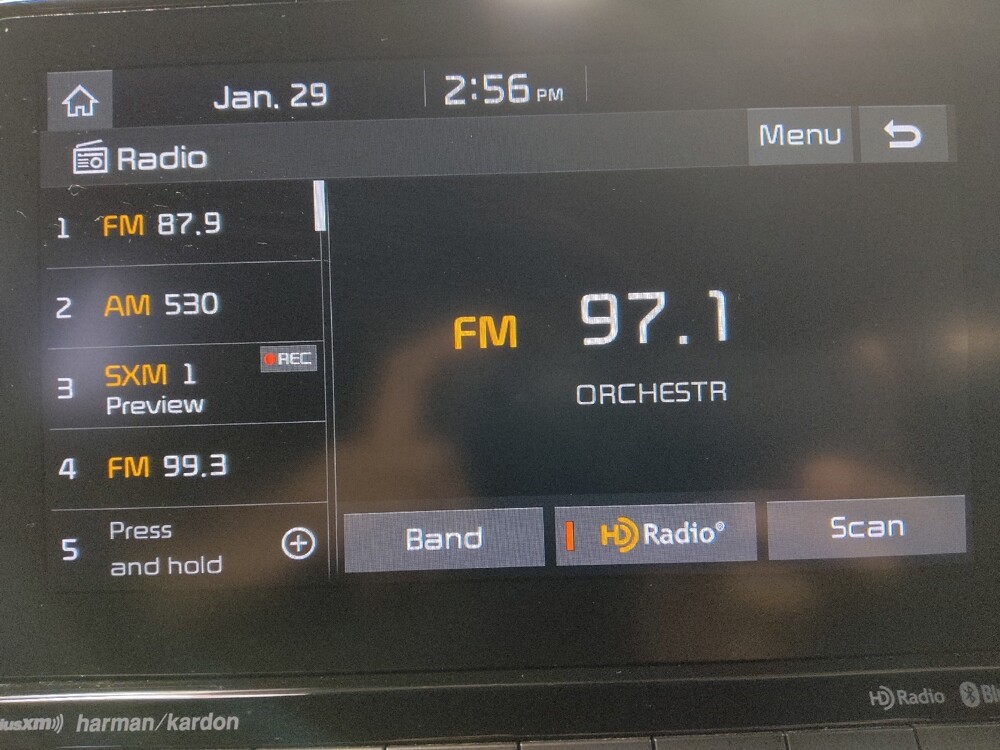 Jan. 29 2:56 PM
Radio Menu
1 FM 87.9
2 AM 530
3 SXM 1 REC
Preview
4 FM 99.3
5 Press
and hold
FM 97.1
ORCHESTR
Band HD Radio® Scan
harman/kardon HD Radio